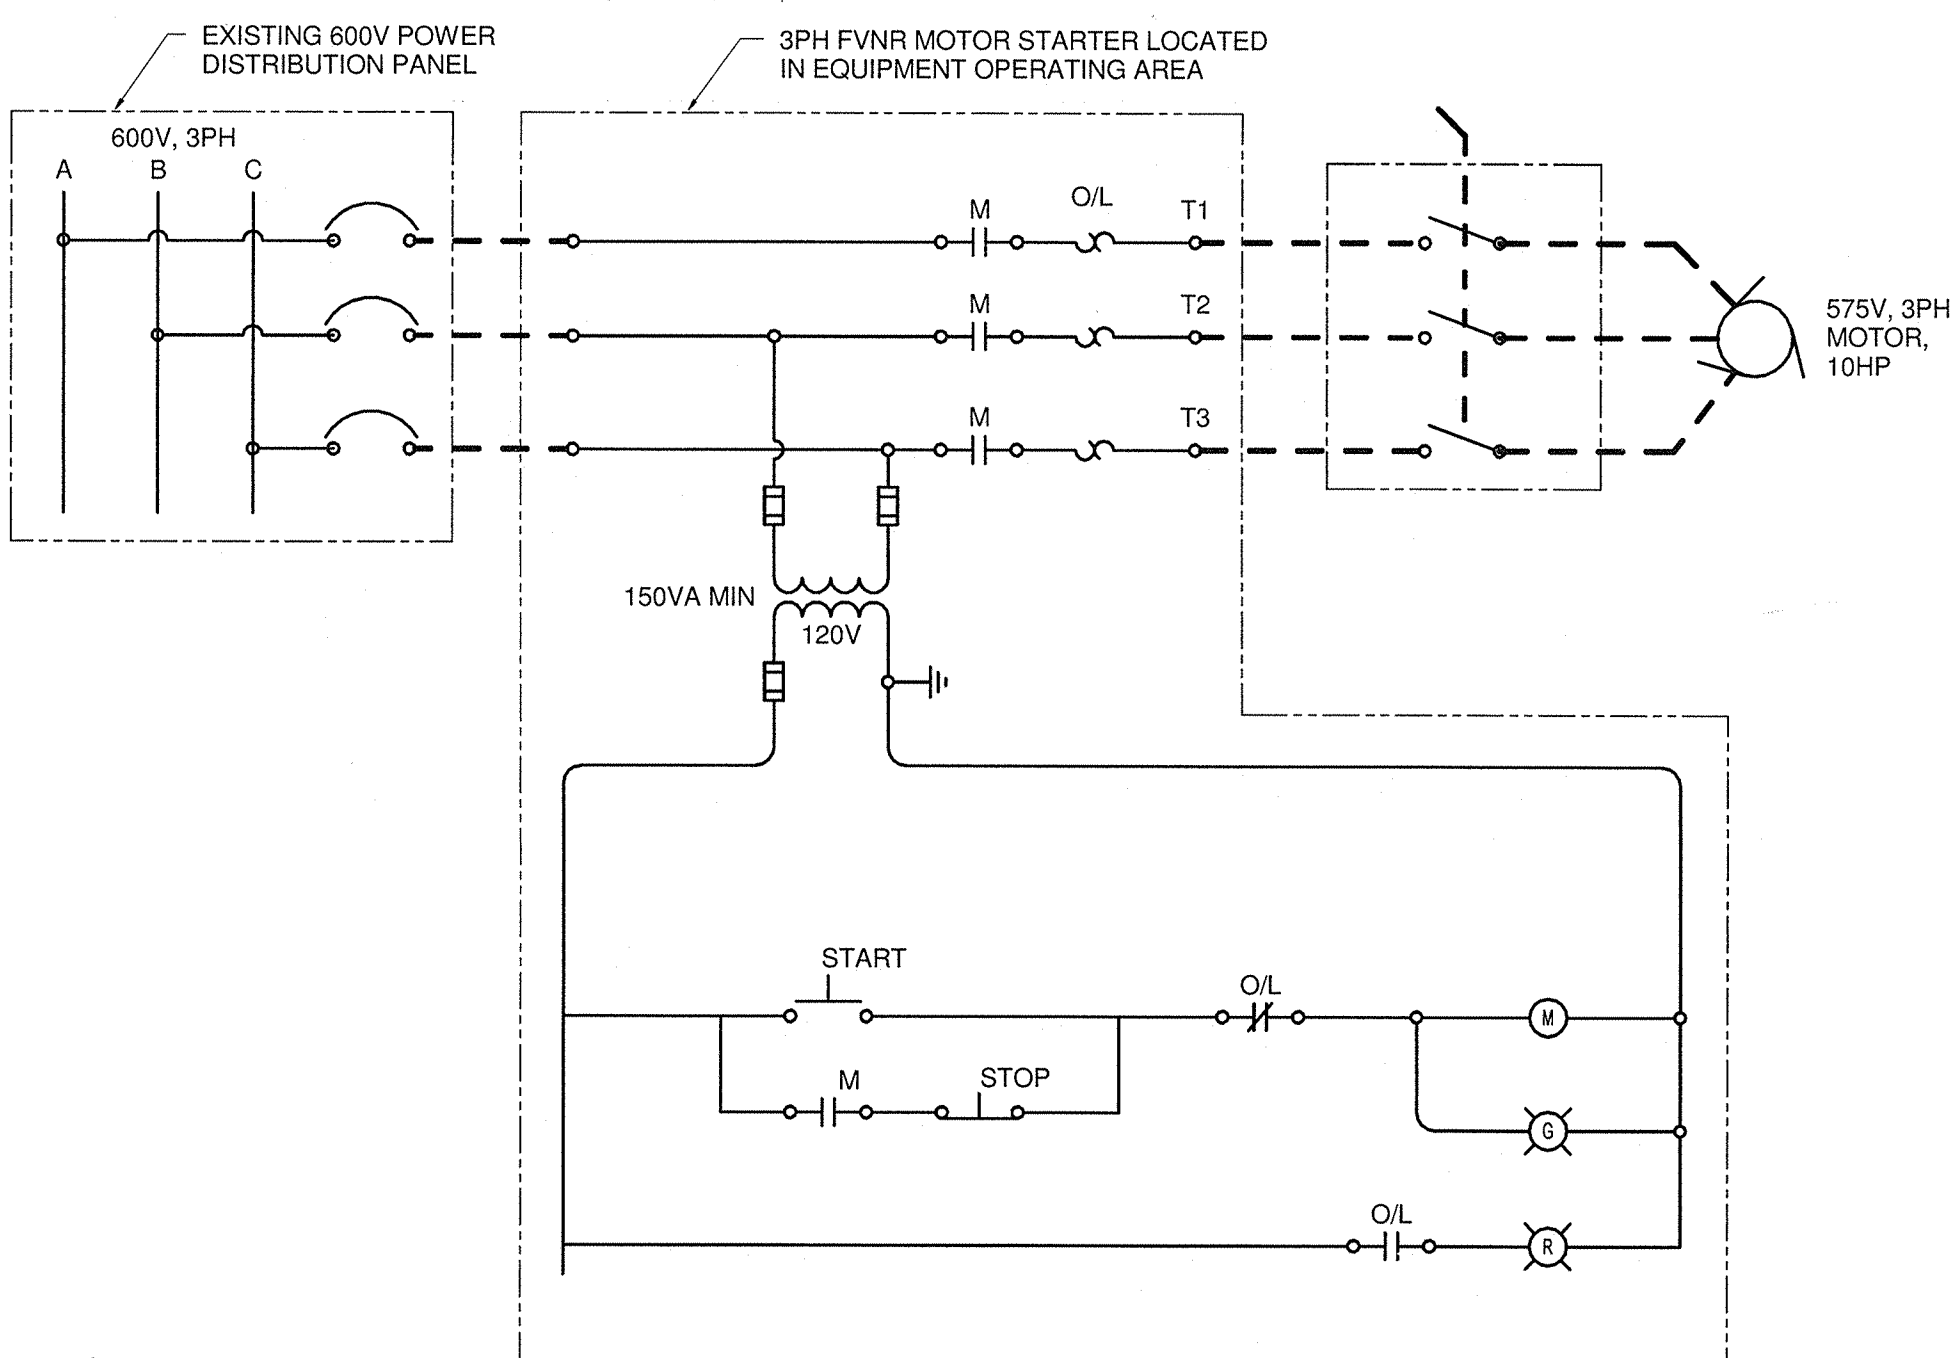 EXISTING 600V POWER
DISTRIBUTION PANEL
3PH FVNR MOTOR STARTER LOCATED
IN EQUIPMENT OPERATING AREA
600V, 3PH
A B C
M O/L T1
M T2
M T3
575V, 3PH
MOTOR,
10HP
150VA MIN
120V
START
O/L
M
M
STOP
G
O/L
R